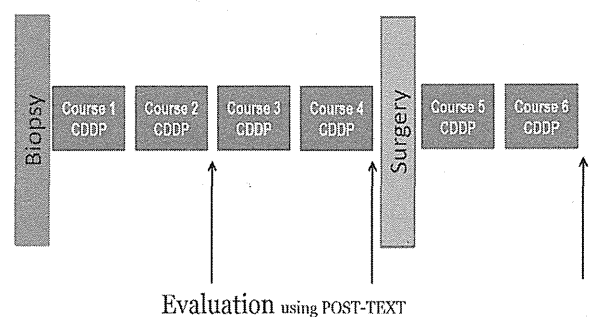 Biopsy
Course 1
CDDP
Course 2
CDDP
Course 3
CDDP
Course 4
CDDP
Surgery
Course 5
CDDP
Course 6
CDDP
Evaluation using POST-TEXT